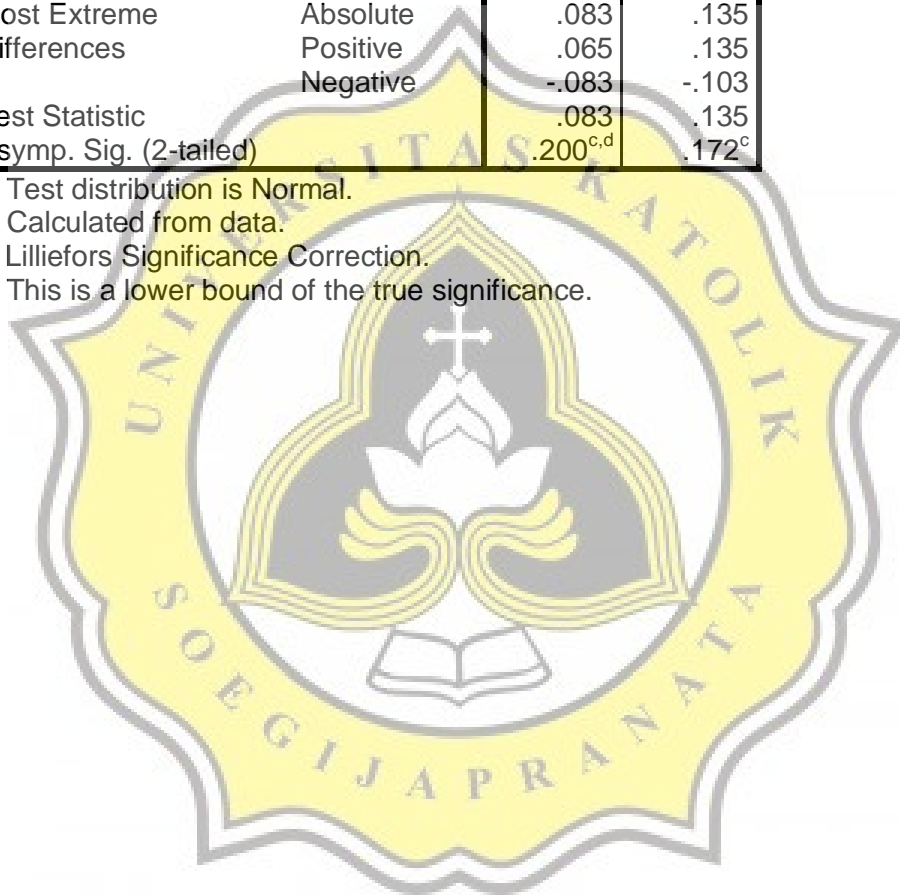 ost Extreme Absolute .083 .135
ifferences Positive .065 .135
Negative -.083 -.103
est Statistic .083 .135
symp. Sig. (2-tailed) .200c,d .172c
Test distribution is Normal.
Calculated from data.
Lilliefors Significance Correction.
This is a lower bound of the true significance.
UNIVERSITAS KATOLIK
SOEGIJAPRANATA